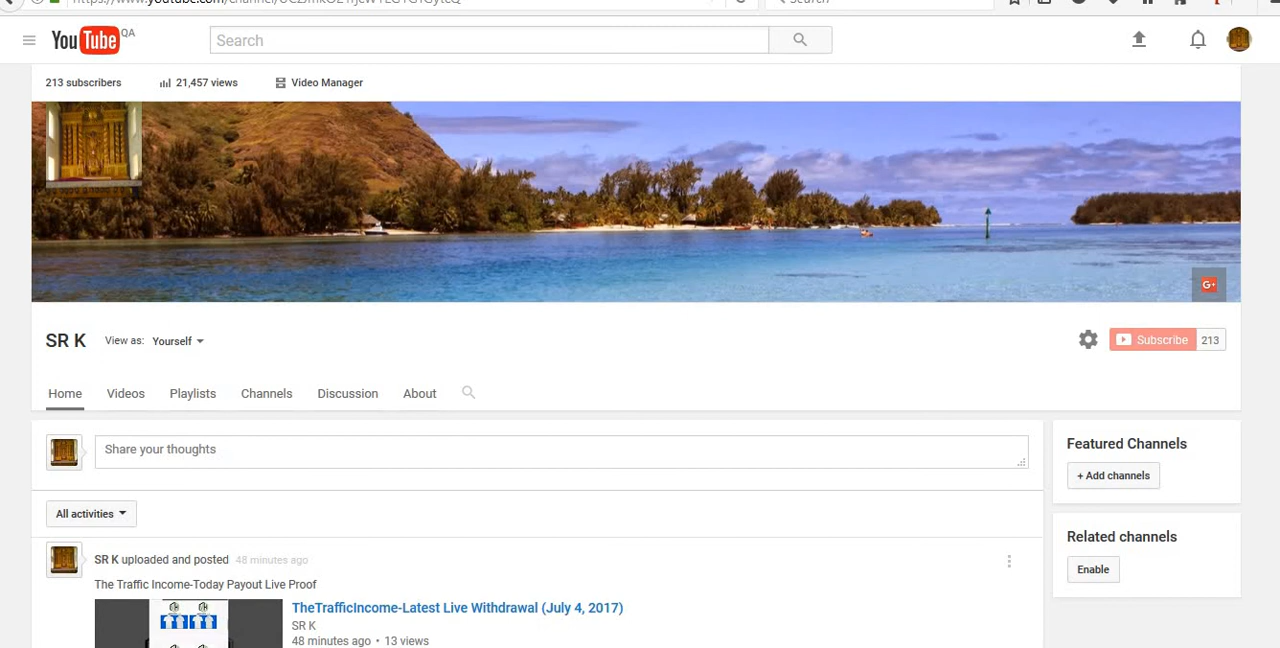 https://www.youtube.com/channel/
Search
YouTube QA
Search
213 subscribers
21,457 views
Video Manager
G+
SR K
View as: Yourself
Subscribe 213
Home
Videos
Playlists
Channels
Discussion
About
Share your thoughts
Featured Channels
+ Add channels
All activities
Related channels
Enable
SR K uploaded and posted 48 minutes ago
The Traffic Income-Today Payout Live Proof
TheTrafficIncome-Latest Live Withdrawal (July 4, 2017)
SR K
48 minutes ago • 13 views